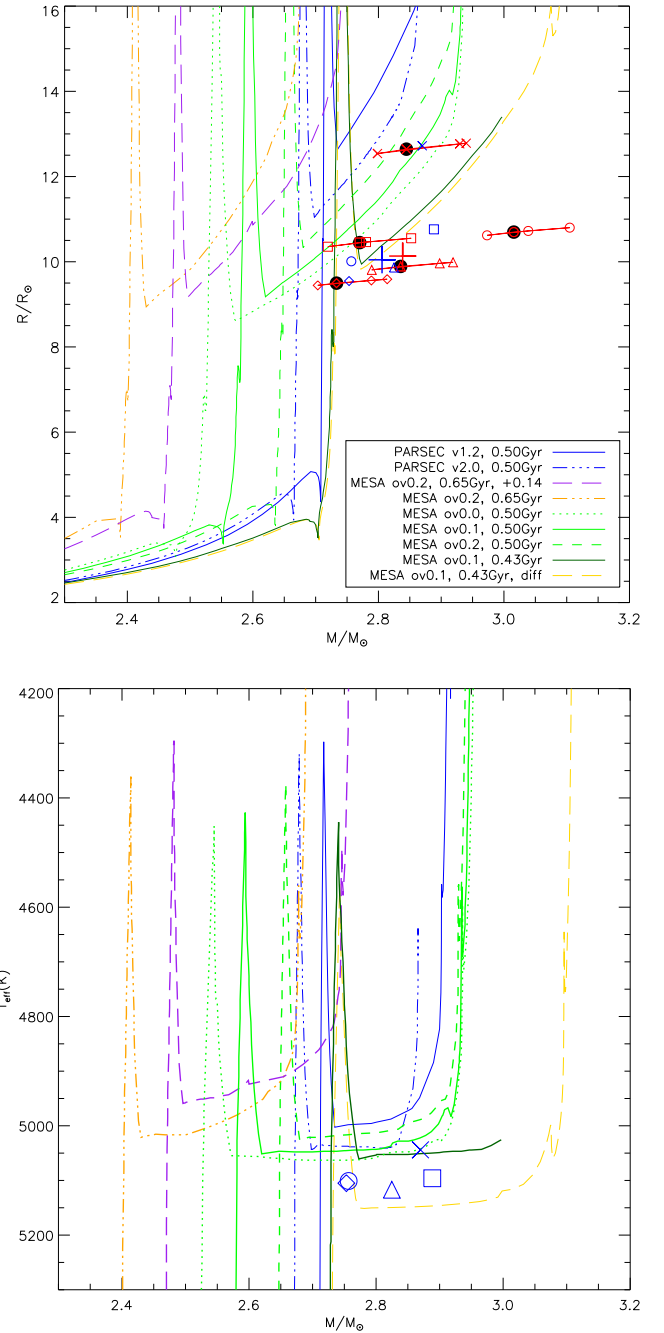 16
14
12
10
8
6
4
2
R/R⊙
PARSEC v1.2, 0.50Gyr
PARSEC v2.0, 0.50Gyr
MESA ov0.2, 0.65Gyr, +0.14
MESA ov0.2, 0.65Gyr
MESA ov0.0, 0.50Gyr
MESA ov0.1, 0.50Gyr
MESA ov0.2, 0.50Gyr
MESA ov0.1, 0.43Gyr
MESA ov0.1, 0.43Gyr, diff
2.4 2.6 2.8 3.0 3.2
M/M⊙
4200
4400
4600
4800
5000
5200
eff(K)
2.4 2.6 2.8 3.0 3.2
M/M⊙